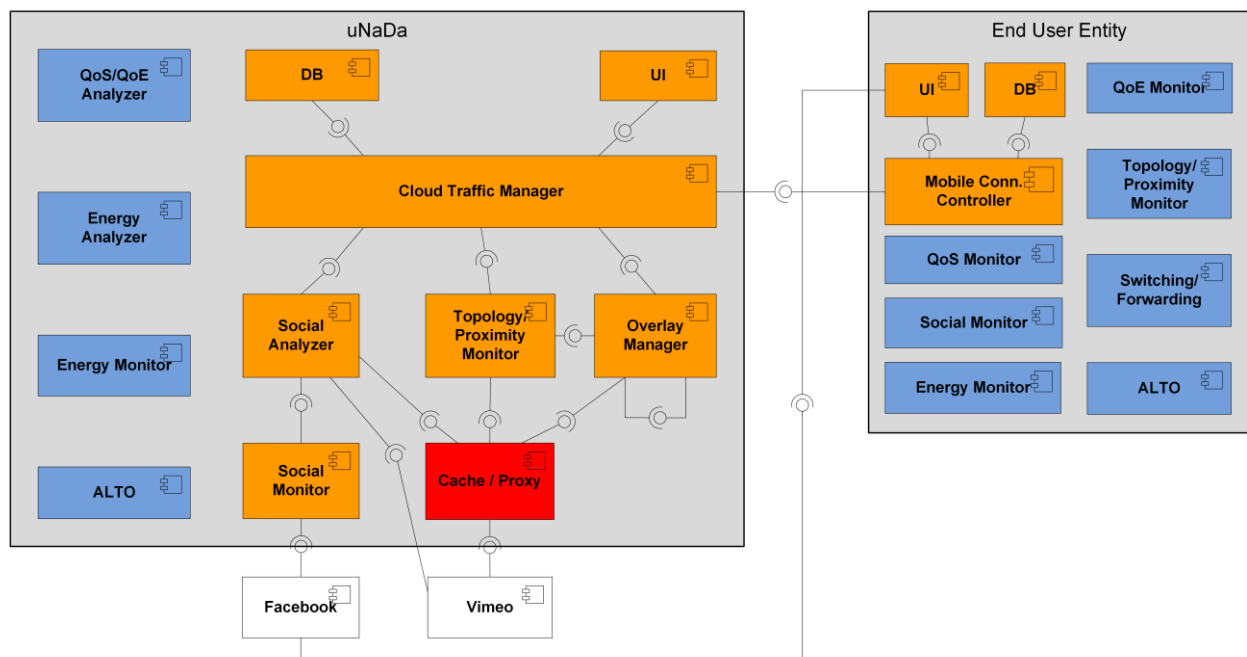 uNaDa
QoS/QoE
Analyzer
DB
UI
Cloud Traffic Manager
Energy
Analyzer
Social
Analyzer
Topology/
Proximity
Monitor
Overlay
Manager
Energy Monitor
Social
Monitor
Cache / Proxy
ALTO
Facebook
Vimeo
End User Entity
UI
DB
QoE Monitor
Mobile Conn.
Controller
Topology/
Proximity
Monitor
QoS Monitor
Switching/
Forwarding
Social Monitor
Energy Monitor
ALTO